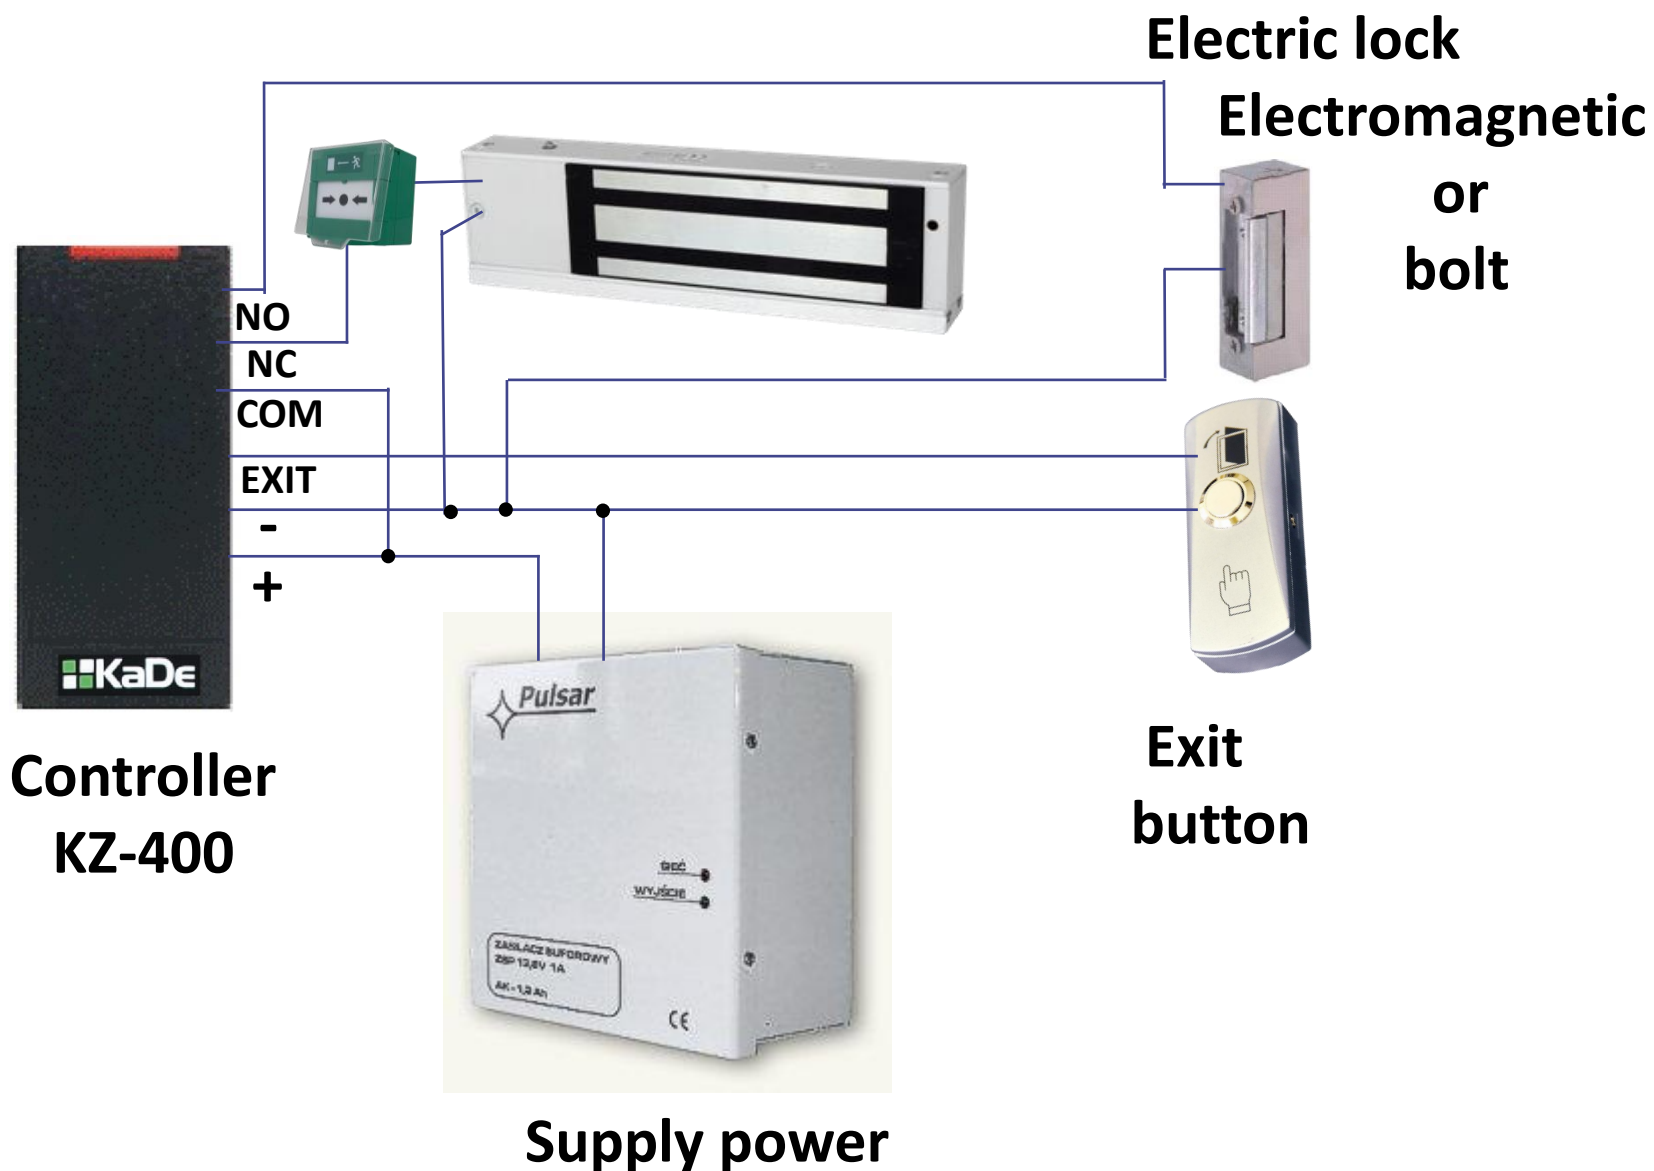 Electric lock
Electromagnetic
or
bolt
NO
NC
COM
EXIT
-
+
KaDe
Controller
KZ-400
Exit
button
Pulsar
SIEĆ
WYJŚCIE
ZASILACZ BUFOROWY
ZBP 13,8V 1A
AK - 1,2 Ah
CE
Supply power